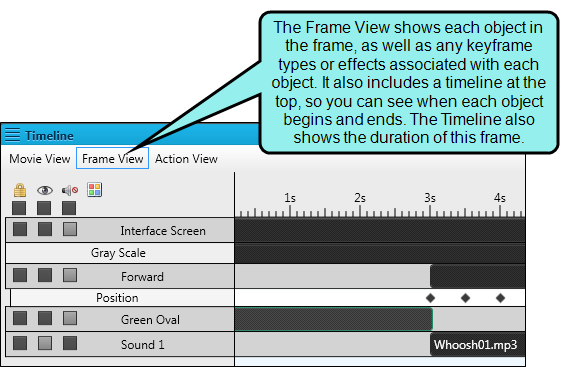 The Frame View shows each object in
the frame, as well as any keyframe
types or effects associated with each
object. It also includes a timeline at the
top, so you can see when each object
begins and ends. The Timeline also
shows the duration of this frame.
Timeline
Movie View Frame View Action View
1s 2s 3s 4s
Interface Screen
Gray Scale
Forward
Position
Green Oval
Sound 1 Whoosh01.mp3